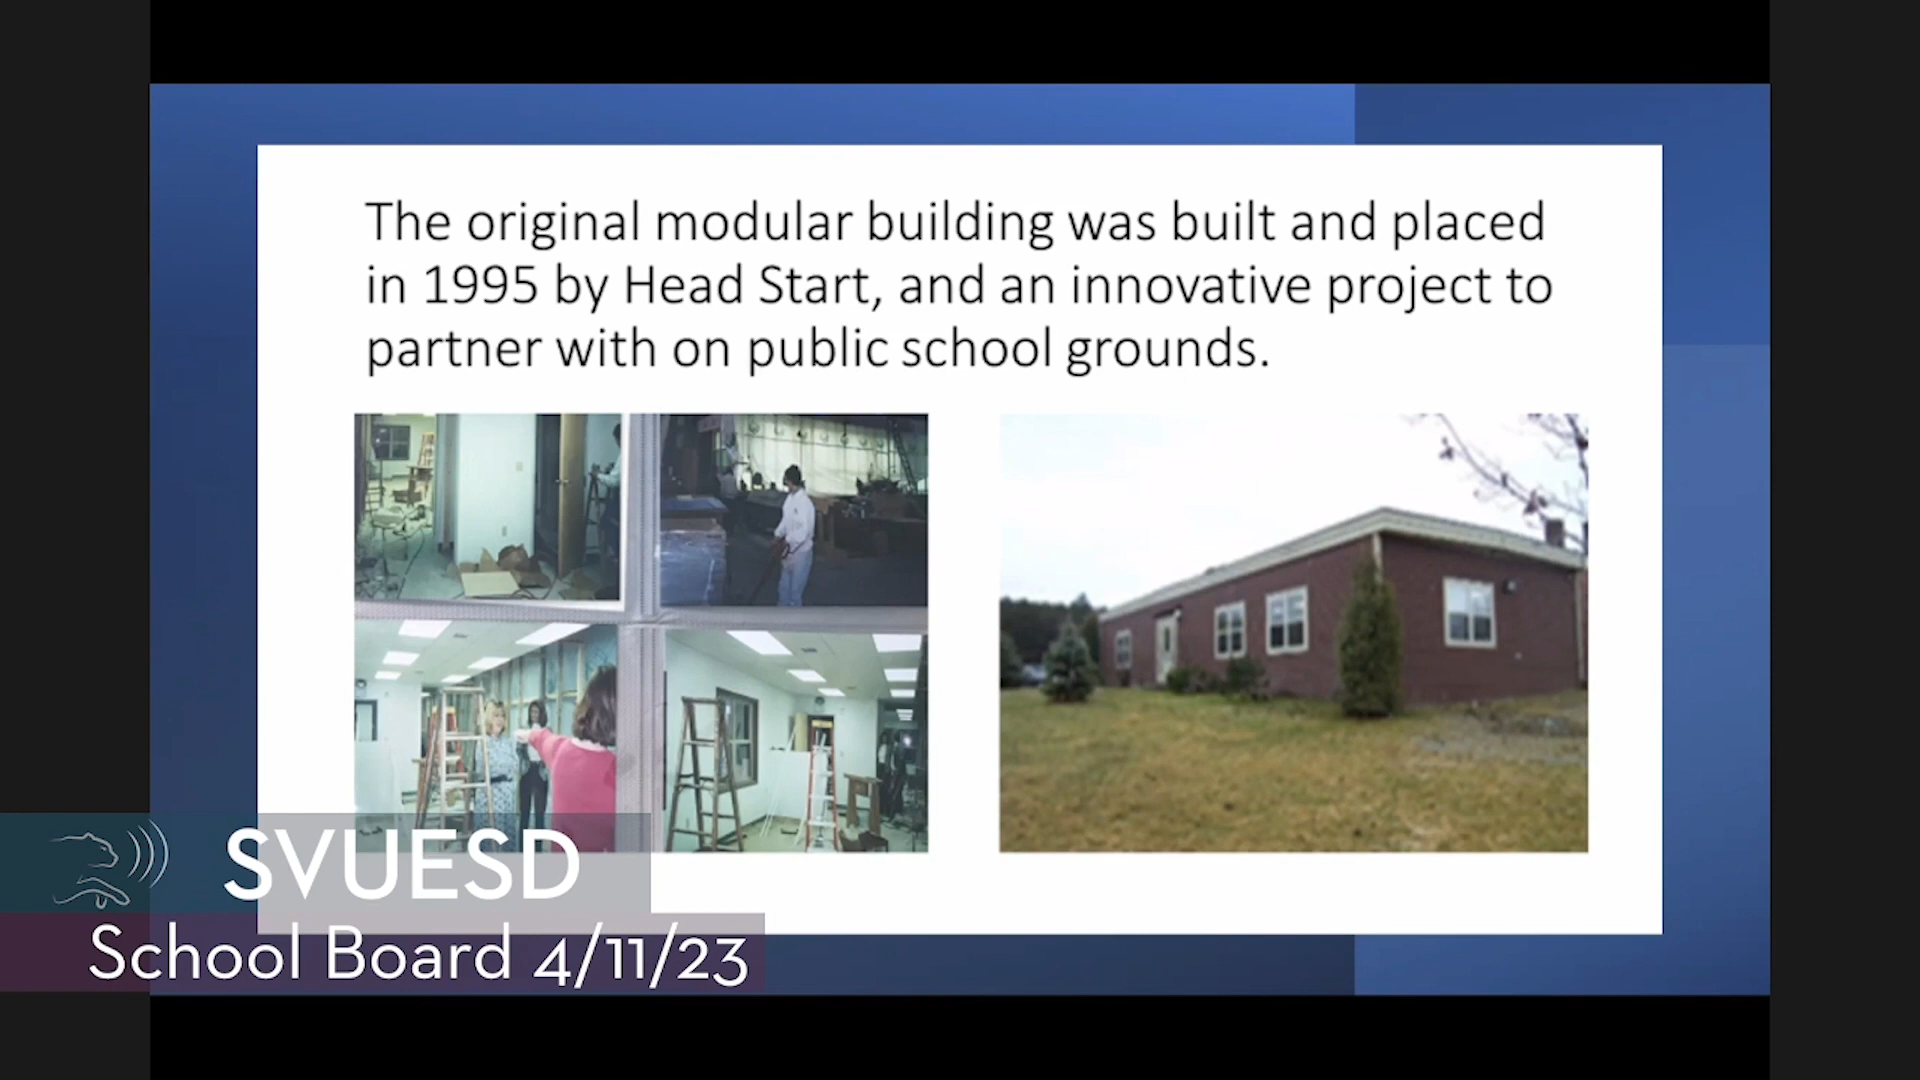 The original modular building was built and placed
in 1995 by Head Start, and an innovative project to
partner with on public school grounds.
SVUESD
School Board 4/11/23